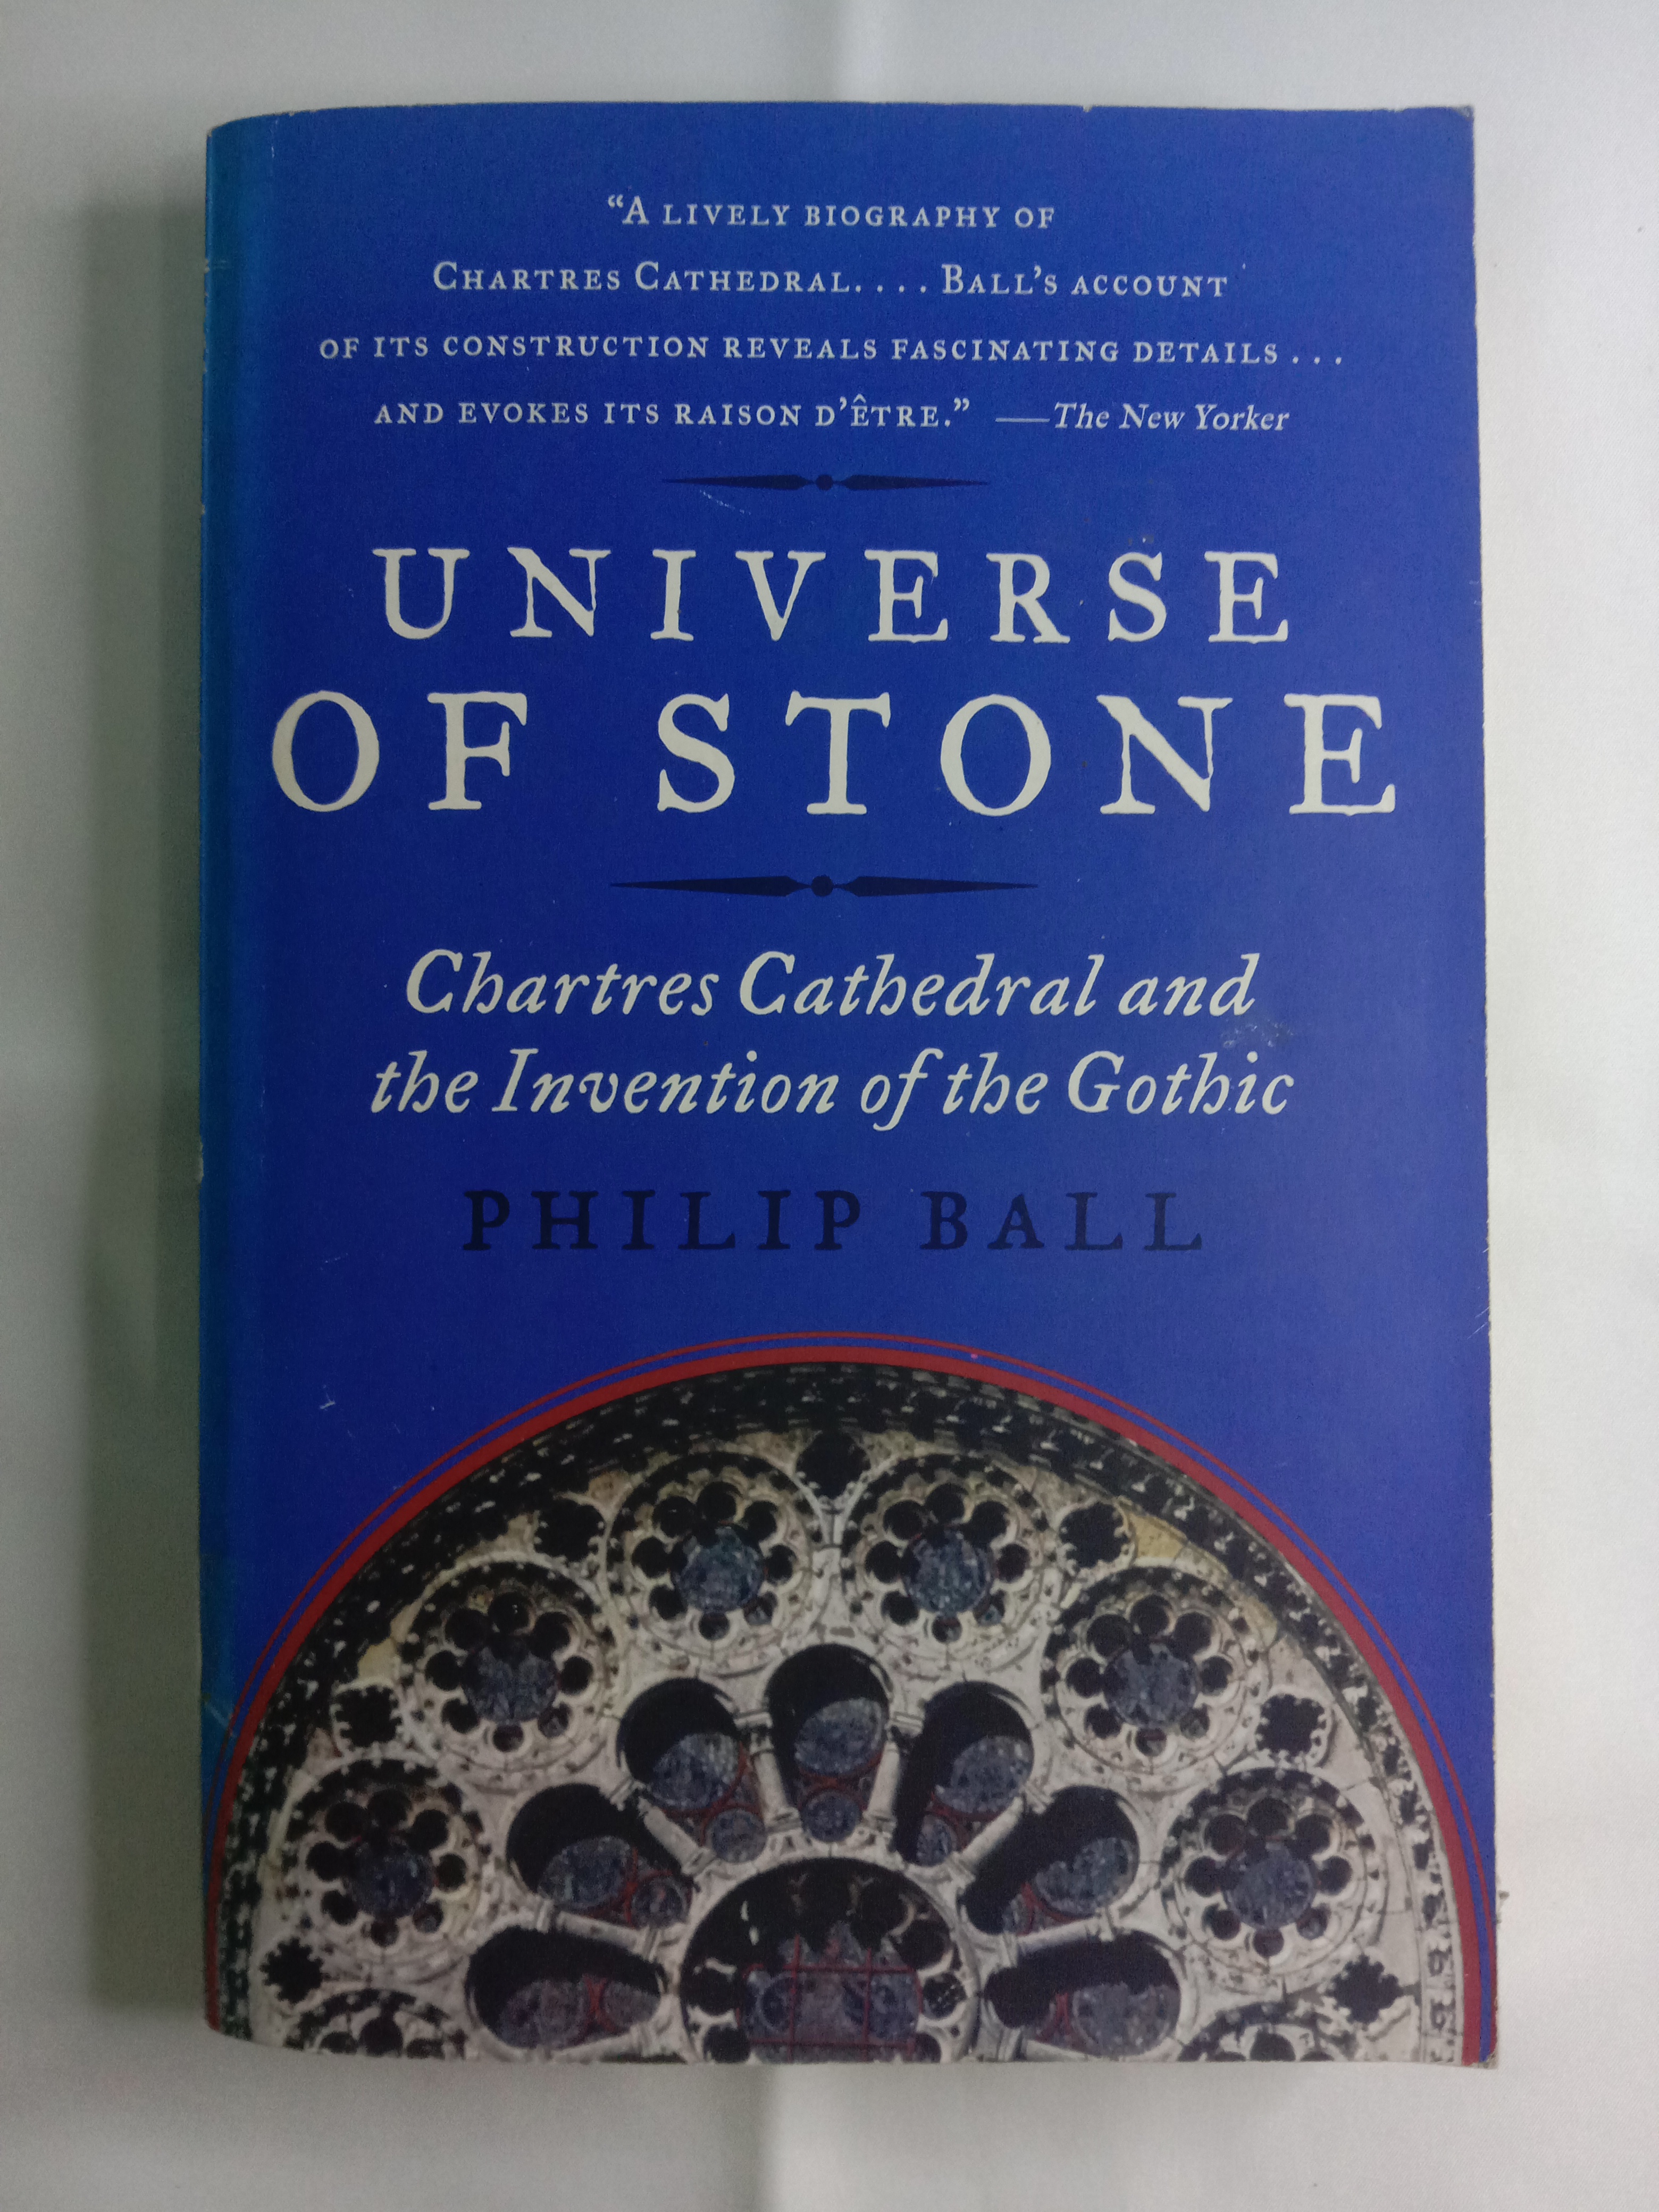 “A LIVELY BIOGRAPHY OF
CHARTRES CATHEDRAL. . . . BALL’S ACCOUNT
OF ITS CONSTRUCTION REVEALS FASCINATING DETAILS . . .
AND EVOKES ITS RAISON D’ÊTRE.” —The New Yorker
UNIVERSE
OF STONE
Chartres Cathedral and
the Invention of the Gothic
PHILIP BALL